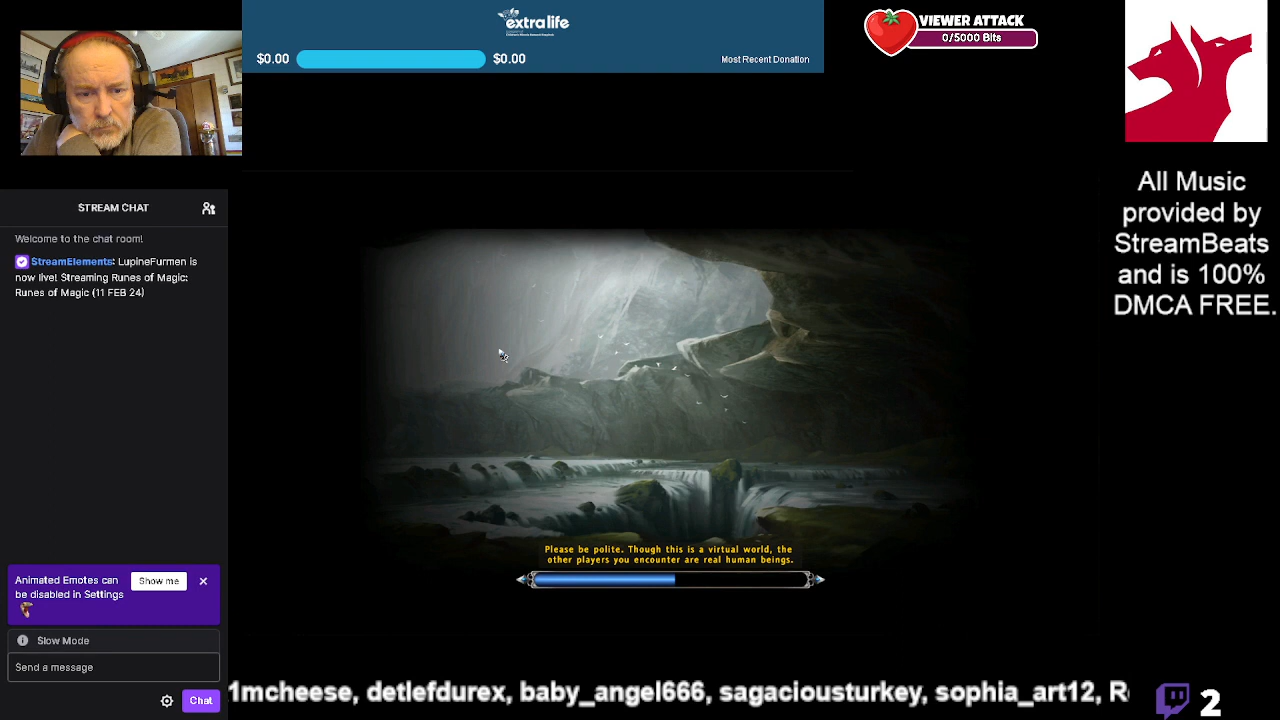 extralife
$0.00
$0.00
Most Recent Donation
VIEWER ATTACK
0/5000 Bits
STREAM CHAT
Welcome to the chat room!
StreamElements: LupineFurmen is
now live! Streaming Runes of Magic:
Runes of Magic (11 FEB 24)
All Music
provided by
StreamBeats
and is 100%
DMCA FREE.
Please be polite. Though this is a virtual world, the
other players you encounter are real human beings.
Animated Emotes can
be disabled in Settings
Show me
Slow Mode
Send a message
Chat
1mcheese, detlefdurex, baby_angel666, sagaciousturkey, sophia_art12, R
2